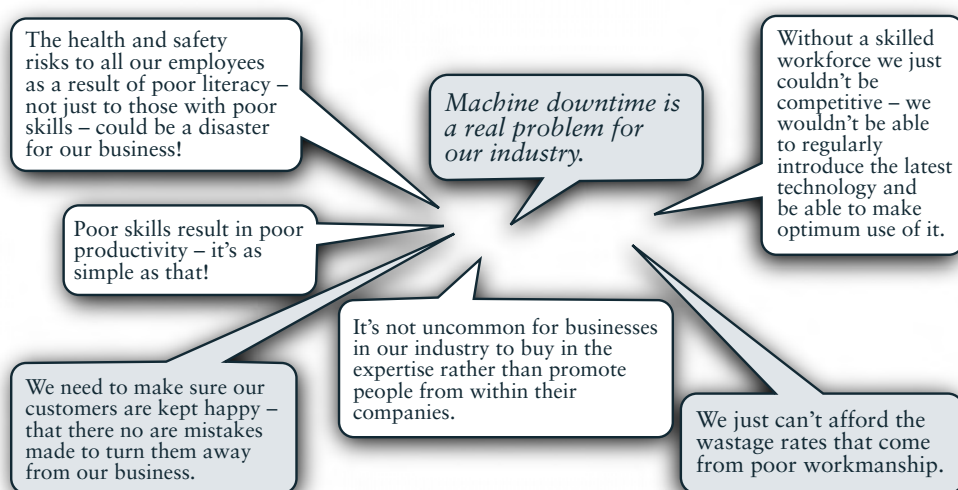 The health and safety
risks to all our employees
as a result of poor literacy –
not just to those with poor
skills – could be a disaster
for our business!
Machine downtime is
a real problem for
our industry.
Without a skilled
workforce we just
couldn’t be
competitive – we
wouldn’t be able
to regularly
introduce the latest
technology and
be able to make
optimum use of it.
Poor skills result in poor
productivity – it’s as
simple as that!
It’s not uncommon for businesses
in our industry to buy in the
expertise rather than promote
people from within their
companies.
We need to make sure our
customers are kept happy –
that there no are mistakes
made to turn them away
from our business.
We just can’t afford the
wastage rates that come
from poor workmanship.